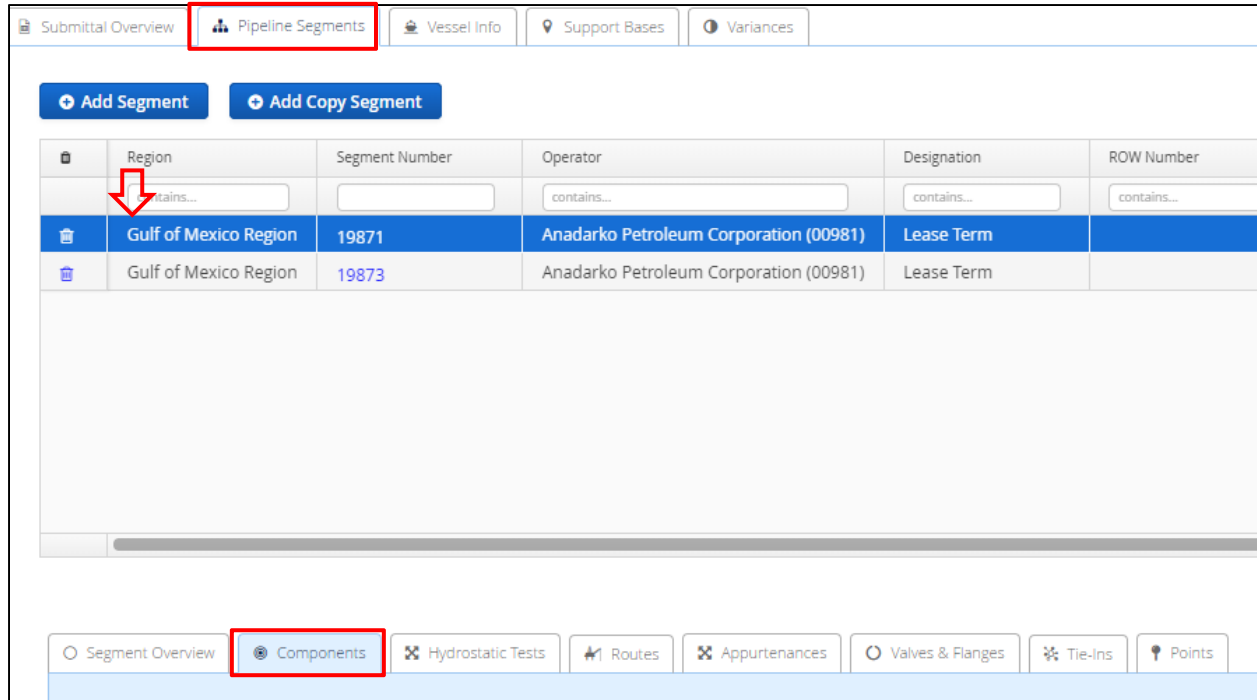 Submittal Overview Pipeline Segments Vessel Info Support Bases Variances
Add Segment Add Copy Segment
Region Segment Number Operator Designation ROW Number
contains... contains... contains... contains...
Gulf of Mexico Region 19871 Anadarko Petroleum Corporation (00981) Lease Term
Gulf of Mexico Region 19873 Anadarko Petroleum Corporation (00981) Lease Term
Segment Overview Components Hydrostatic Tests Routes Appurtenances Valves & Flanges Tie-Ins Points